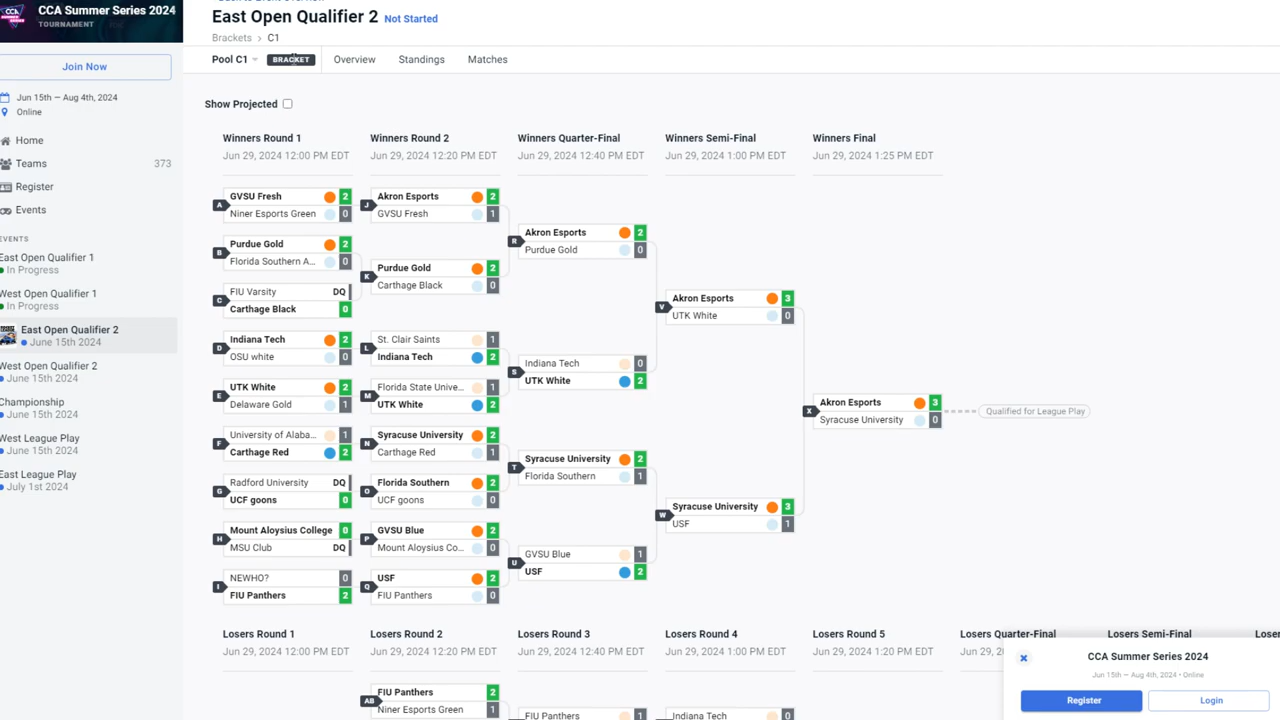 CCA Summer Series 2024
TOURNAMENT
Join Now
Jun 15th — Aug 4th, 2024
Online
Home
Teams 373
Register
Events
EVENTS
East Open Qualifier 1
In Progress
West Open Qualifier 1
In Progress
East Open Qualifier 2
June 15th 2024
West Open Qualifier 2
June 15th 2024
Championship
June 15th 2024
West League Play
June 15th 2024
East League Play
July 1st 2024
East Open Qualifier 2 Not Started
Brackets > C1
Pool C1 BRACKET Overview Standings Matches
Show Projected
Winners Round 1
Jun 29, 2024 12:00 PM EDT
A
GVSU Fresh 2
Niner Esports Green 0
B
Purdue Gold 2
Florida Southern A... 0
C
FIU Varsity DQ
Carthage Black 0
D
Indiana Tech 2
OSU white 0
E
UTK White 2
Delaware Gold 1
F
University of Alaba... 1
Carthage Red 2
G
Radford University DQ
UCF goons 0
H
Mount Aloysius College 0
MSU Club DQ
I
NEWHO? 0
FIU Panthers 2
Winners Round 2
Jun 29, 2024 12:20 PM EDT
J
Akron Esports 2
GVSU Fresh 1
K
Purdue Gold 2
Carthage Black 0
L
St. Clair Saints 1
Indiana Tech 2
M
Florida State Unive... 1
UTK White 2
N
Syracuse University 2
Carthage Red 1
O
Florida Southern 2
UCF goons 0
P
GVSU Blue 2
Mount Aloysius Co... 0
Q
USF 2
FIU Panthers 0
Winners Quarter-Final
Jun 29, 2024 12:40 PM EDT
R
Akron Esports 2
Purdue Gold 0
S
Indiana Tech 0
UTK White 2
T
Syracuse University 2
Florida Southern 1
U
GVSU Blue 1
USF 2
Winners Semi-Final
Jun 29, 2024 1:00 PM EDT
V
Akron Esports 3
UTK White 0
W
Syracuse University 3
USF 1
Winners Final
Jun 29, 2024 1:25 PM EDT
X
Akron Esports 3
Syracuse University 0
Qualified for League Play
Losers Round 1
Jun 29, 2024 12:00 PM EDT
Losers Round 2
Jun 29, 2024 12:20 PM EDT
AB
FIU Panthers 2
Niner Esports Green 1
Losers Round 3
Jun 29, 2024 12:40 PM EDT
FIU Panthers 1
Losers Round 4
Jun 29, 2024 1:00 PM EDT
Indiana Tech 0
Losers Round 5
Jun 29, 2024 1:20 PM EDT
Losers Quarter-Final
Jun 29, 20
Losers Semi-Final
CCA Summer Series 2024
Jun 15th — Aug 4th, 2024 • Online
Register Login